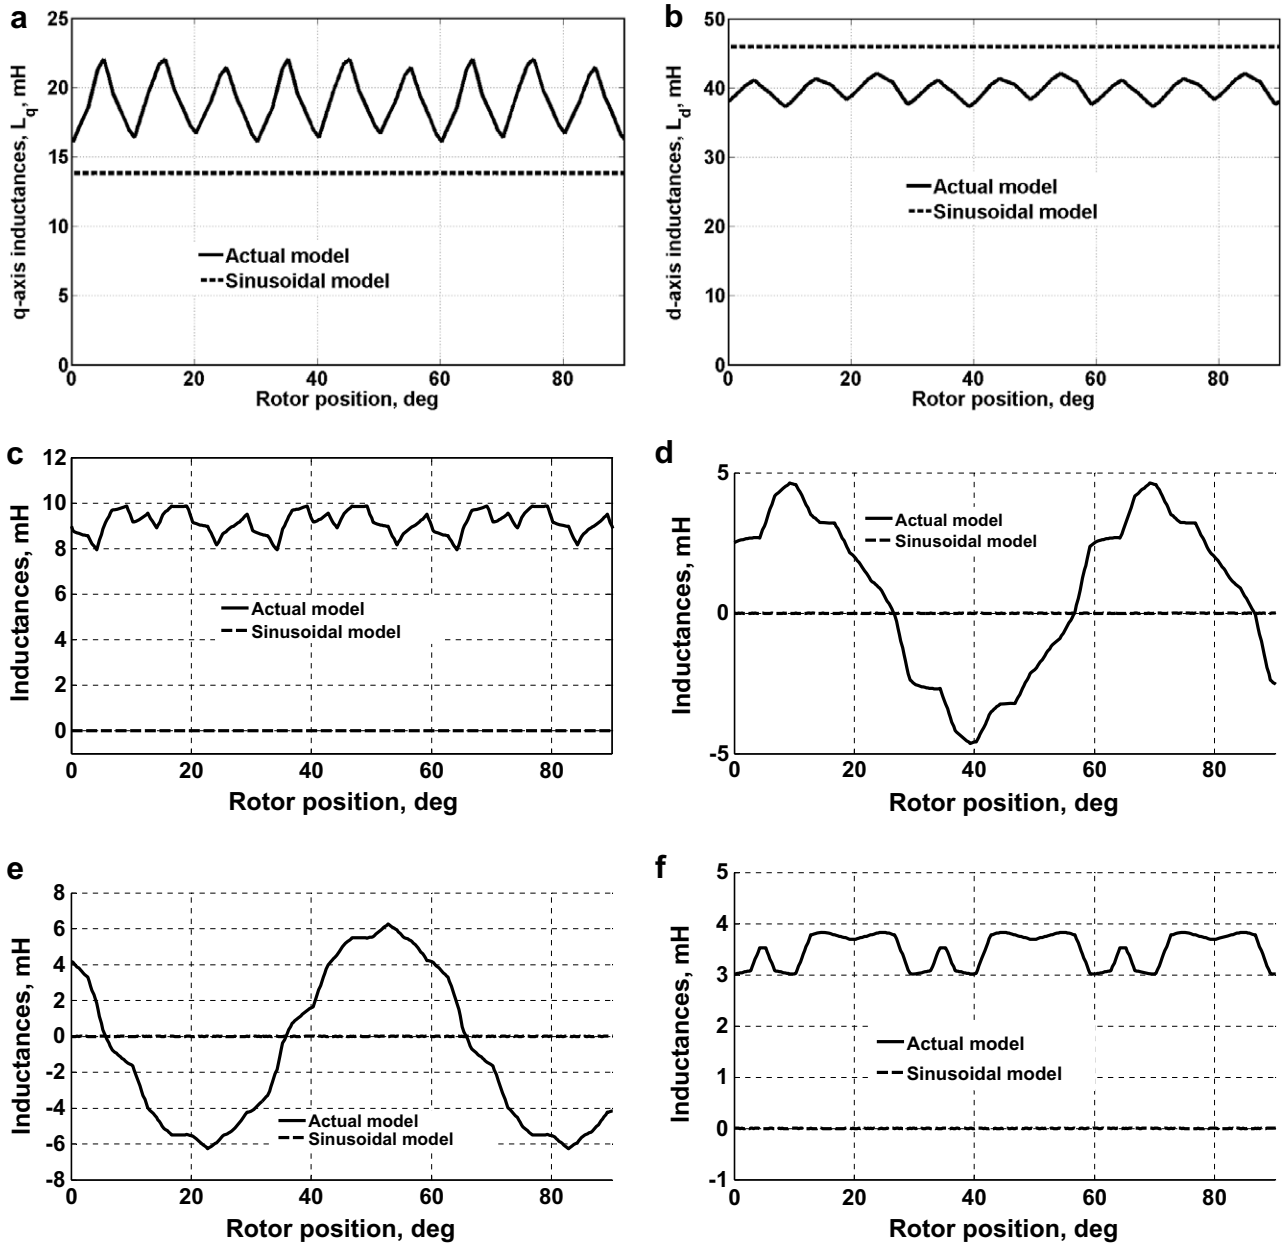 a
25
20
15
10
5
0
q-axis inductances, Lq, mH
Actual model
Sinusoidal model
0 20 40 60 80
Rotor position, deg
b
50
40
30
20
10
0
d-axis inductances, Ld, mH
Actual model
Sinusoidal model
0 20 40 60 80
Rotor position, deg
c
12
10
8
6
4
2
0
Inductances, mH
Actual model
Sinusoidal model
0 20 40 60 80
Rotor position, deg
d
5
0
-5
Inductances, mH
Actual model
Sinusoidal model
0 20 40 60 80
Rotor position, deg
e
8
6
4
2
0
-2
-4
-6
-8
Inductances, mH
Actual model
Sinusoidal model
0 20 40 60 80
Rotor position, deg
f
5
4
3
2
1
0
-1
Inductances, mH
Actual model
Sinusoidal model
0 20 40 60 80
Rotor position, deg